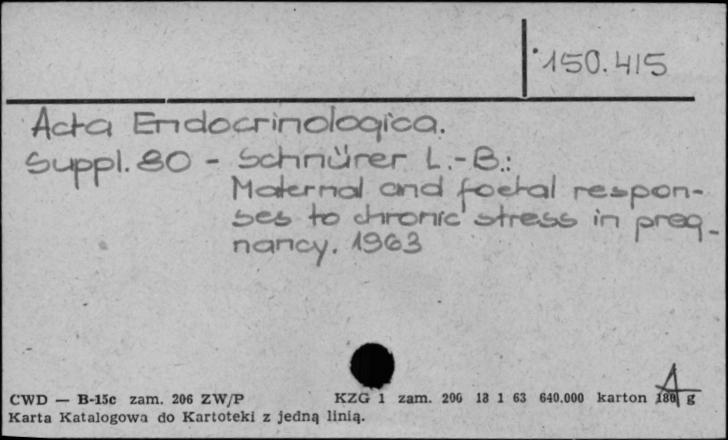 150.415
Acta Endocrinologica.
Suppl. 80 - Schnürer L.-B.:
Maternal and foetal respon-
ses to chronic stress in preg-
nancy. 1963
A
CWD — B-15c zam. 206 ZW/P KZG 1 zam. 206 18 1 63 640.000 karton 180 g
Karta Katalogowa do Kartoteki z jedną linią.